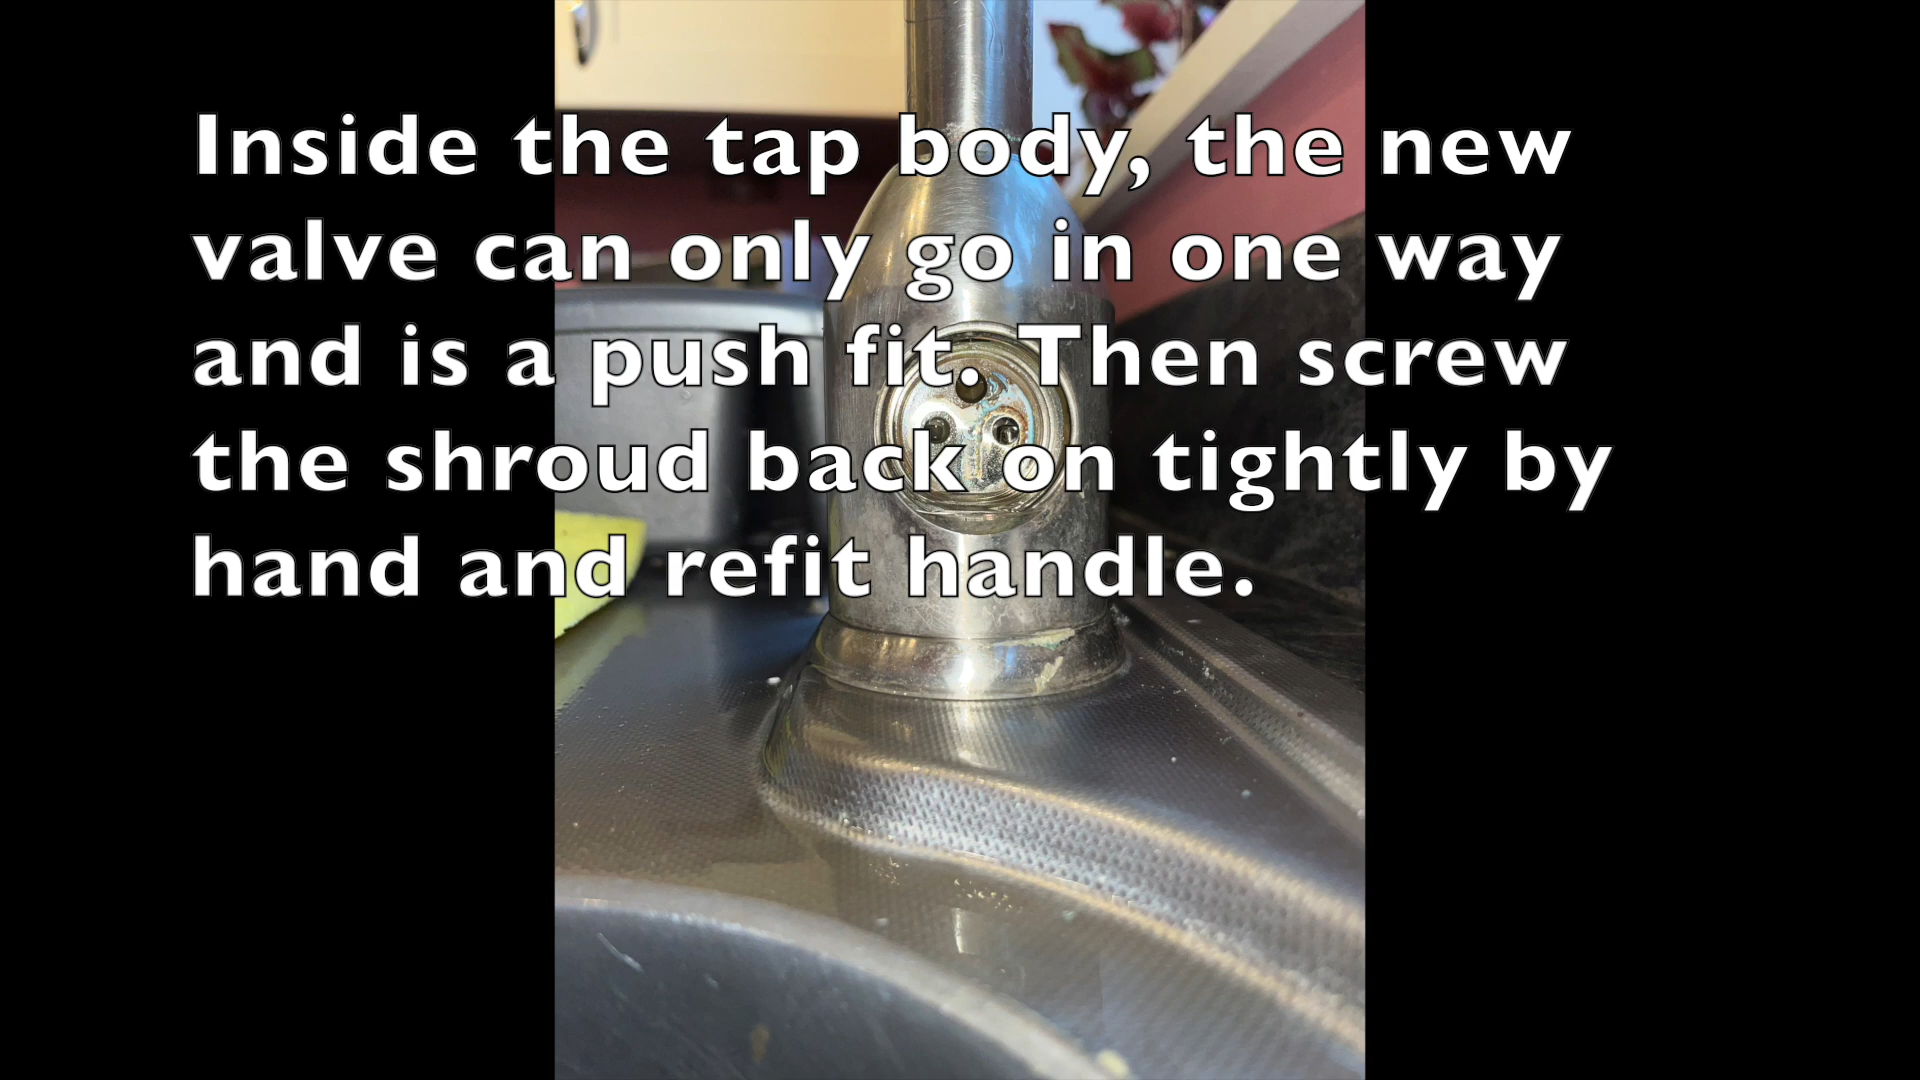 Inside the tap body, the new
valve can only go in one way
and is a push fit. Then screw
the shroud back on tightly by
hand and refit handle.